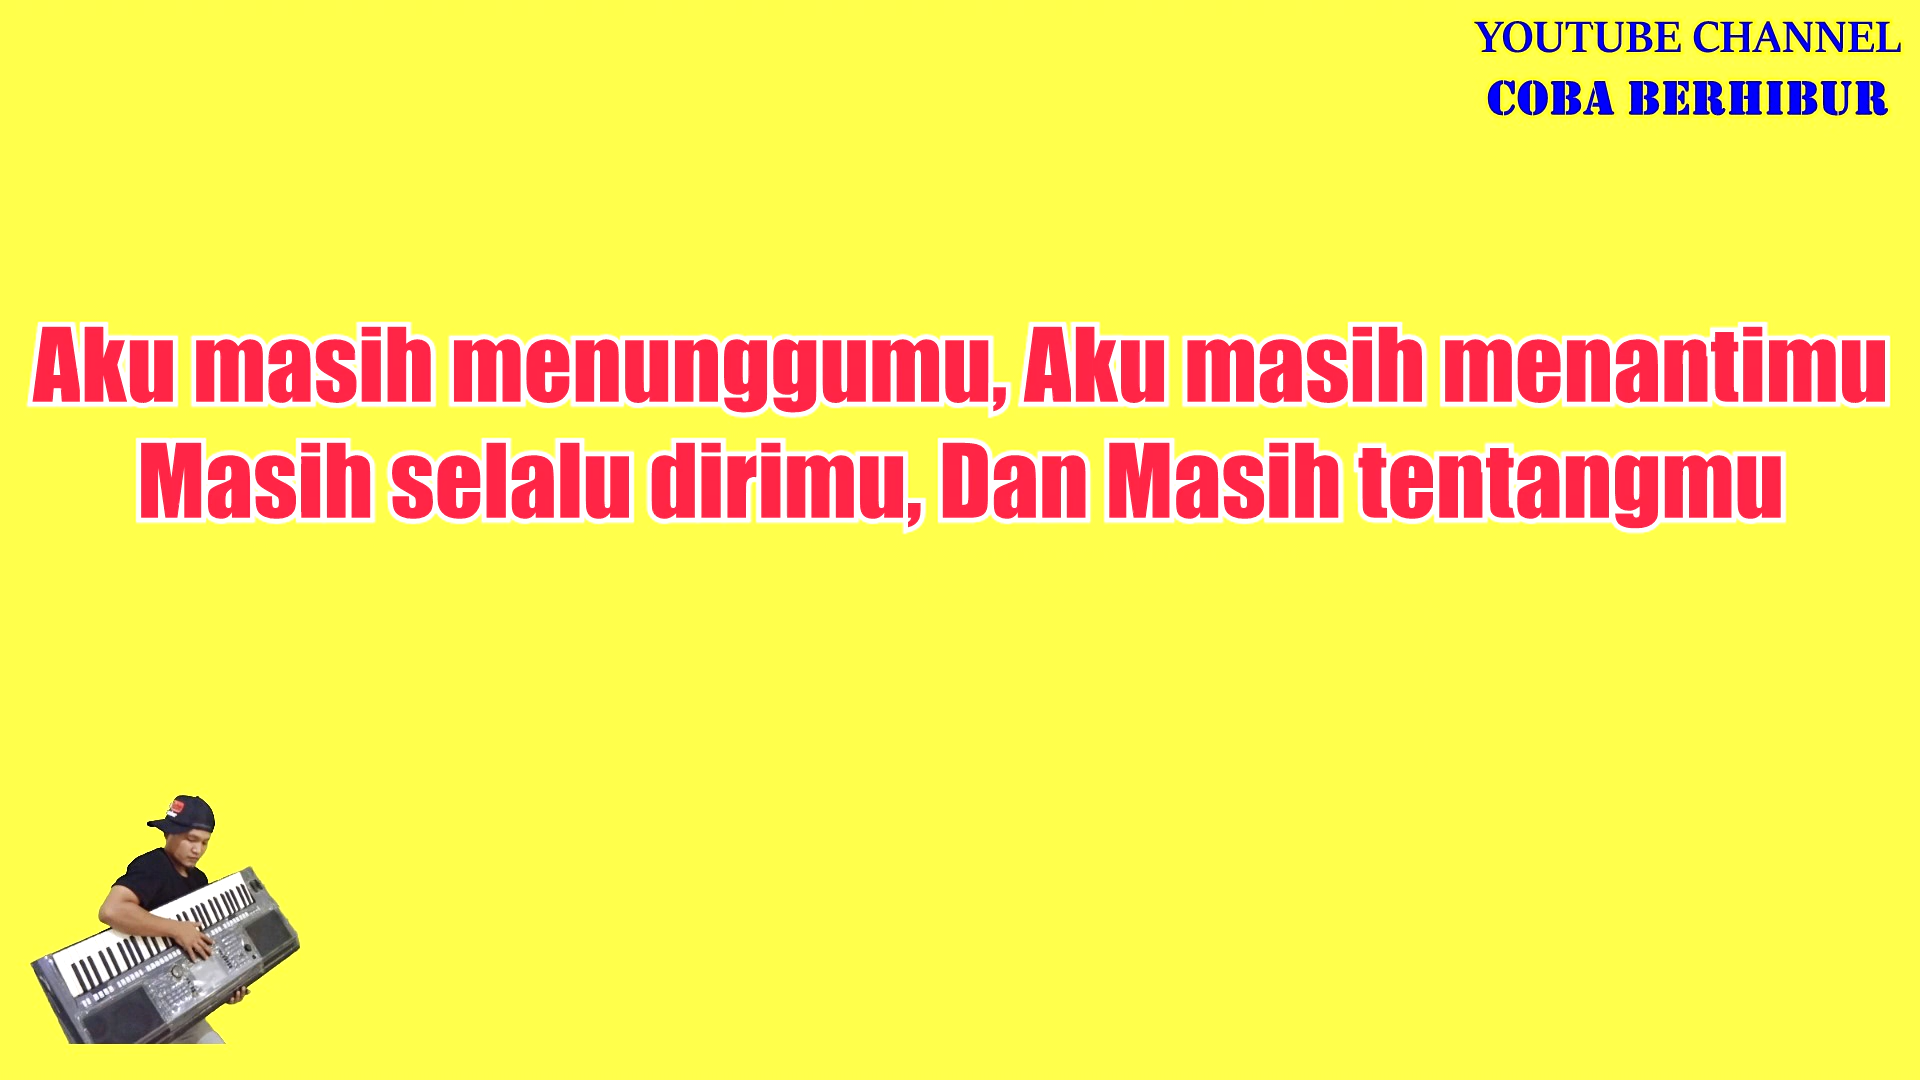 YOUTUBE CHANNEL
COBA BERHIBUR
Aku masih menunggumu, Aku masih menantimu
Masih selalu dirimu, Dan Masih tentangmu